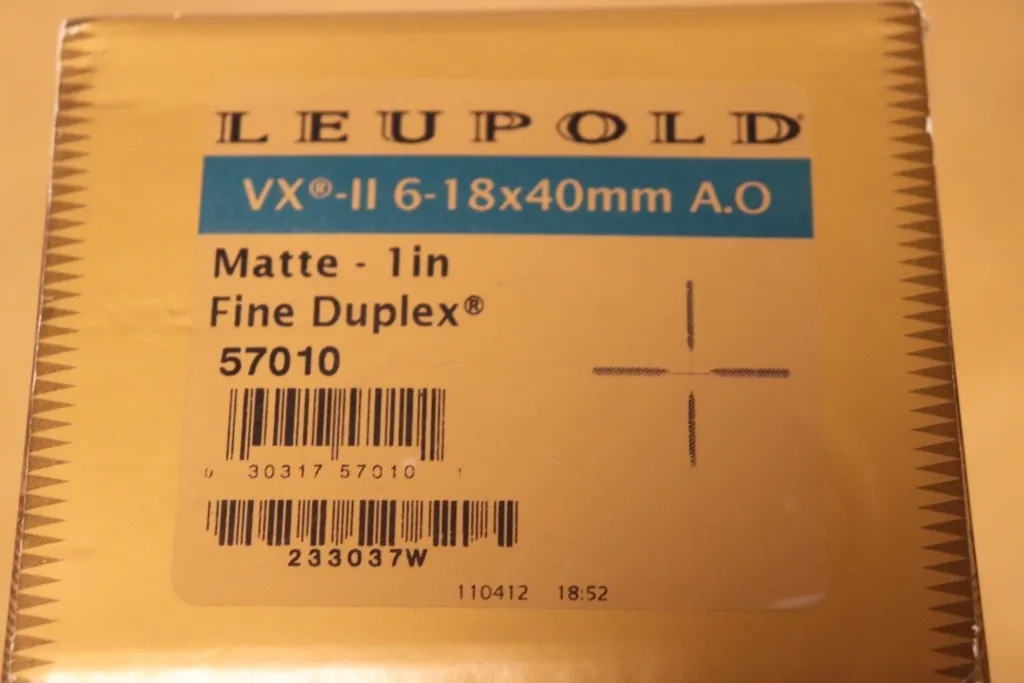 LEUPOLD
VX®-II 6-18x40mm A.O
Matte - 1in
Fine Duplex®
57010
0 30317 57010 1
233037W
110412 18:52